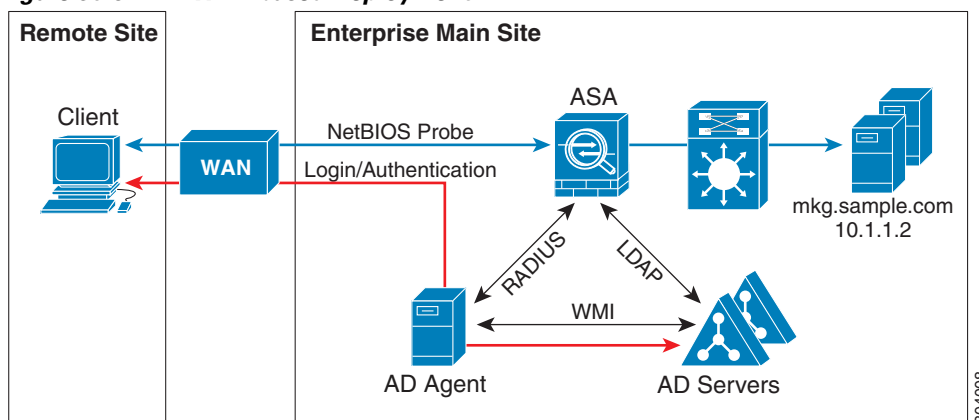 Remote Site
Enterprise Main Site
Client
ASA
NetBIOS Probe
WAN
Login/Authentication
mkg.sample.com
10.1.1.2
RADIUS
LDAP
WMI
AD Agent
AD Servers